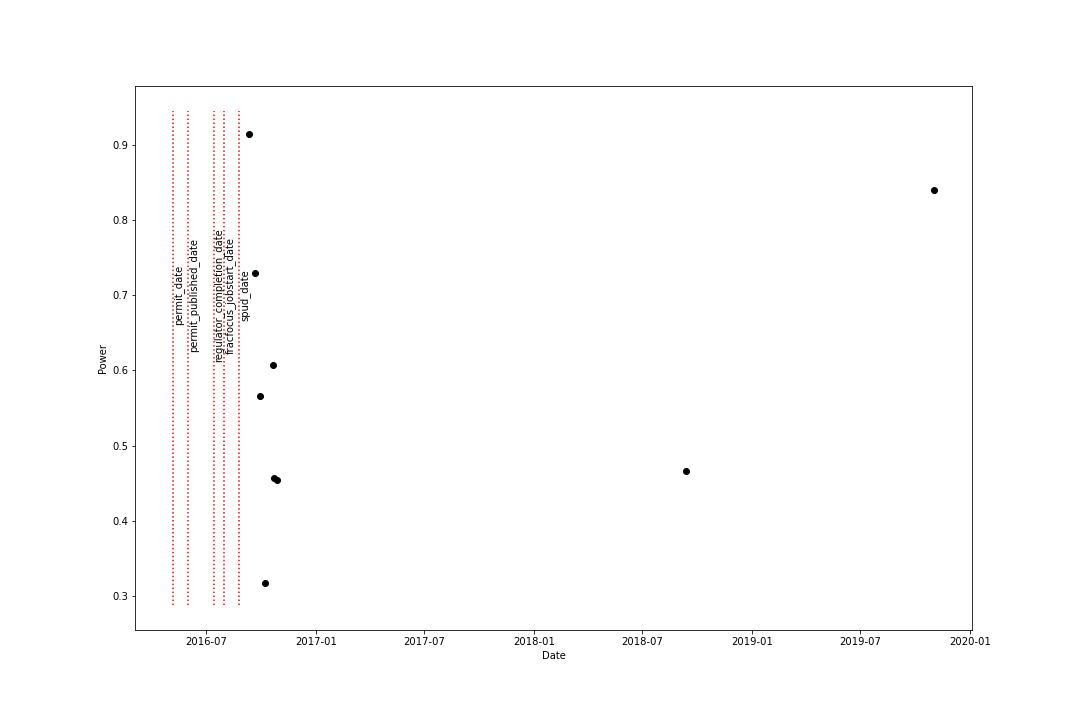 0.9
0.8
0.7
0.6
0.5
0.4
0.3
Power
permit_date
permit_published_date
regulator_completion_date
fracfocus_jobstart_date
spud_date
2016-07
2017-01
2017-07
2018-01
2018-07
2019-01
2019-07
2020-01
Date